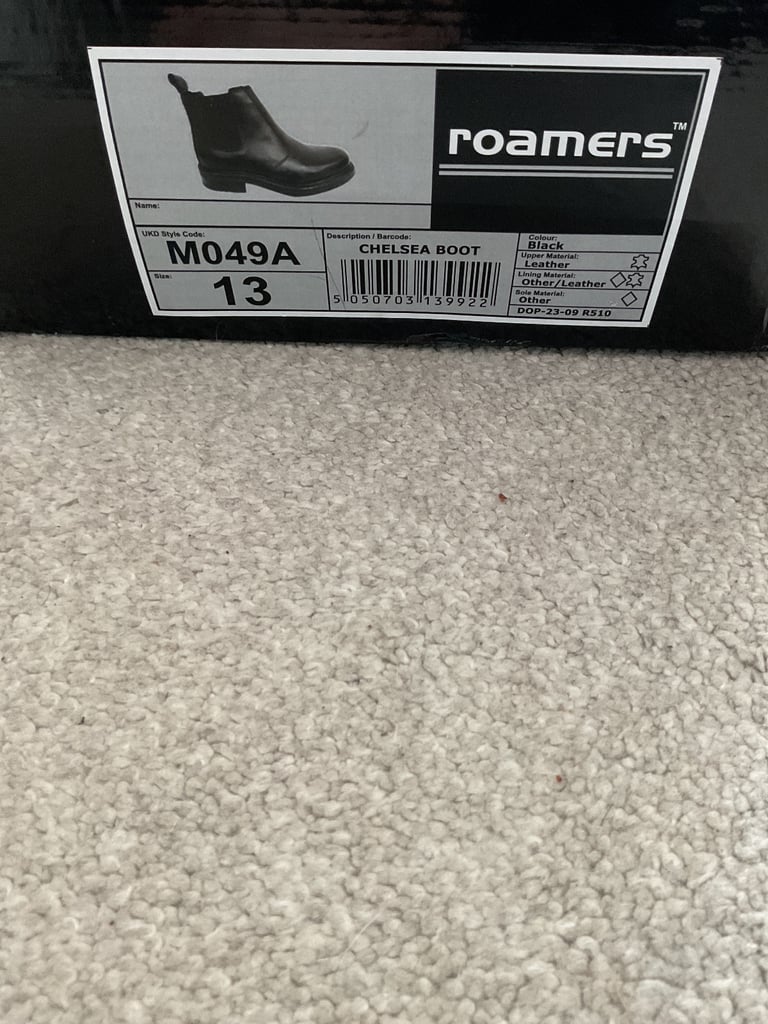 roamers™
Name:
UKD Style Code:
M049A
Size:
13
Description / Barcode:
CHELSEA BOOT
5 050703 139922
Colour:
Black
Upper Material:
Leather
Lining Material:
Other/Leather
Sole Material:
Other
DOP-23-09 R510